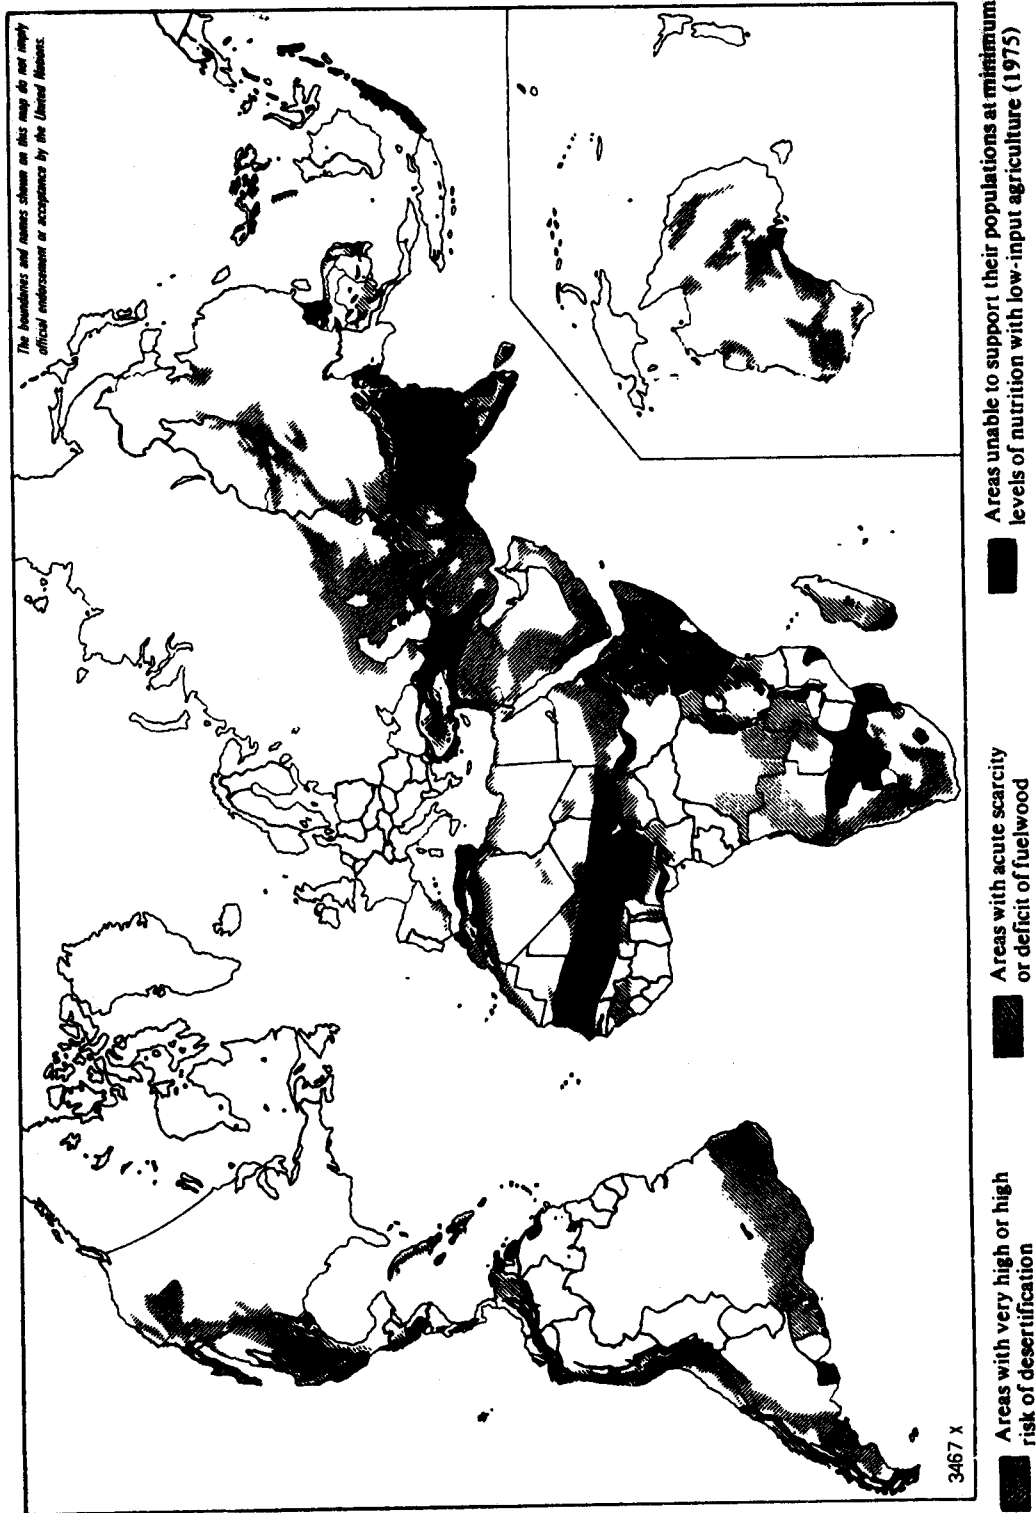 The boundaries and names shown on this map do not imply
official endorsement or acceptance by the United Nations.
3467 X
Areas with very high or high
risk of desertification
Areas with acute scarcity
or deficit of fuelwood
Areas unable to support their populations at minimum
levels of nutrition with low-input agriculture (1975)